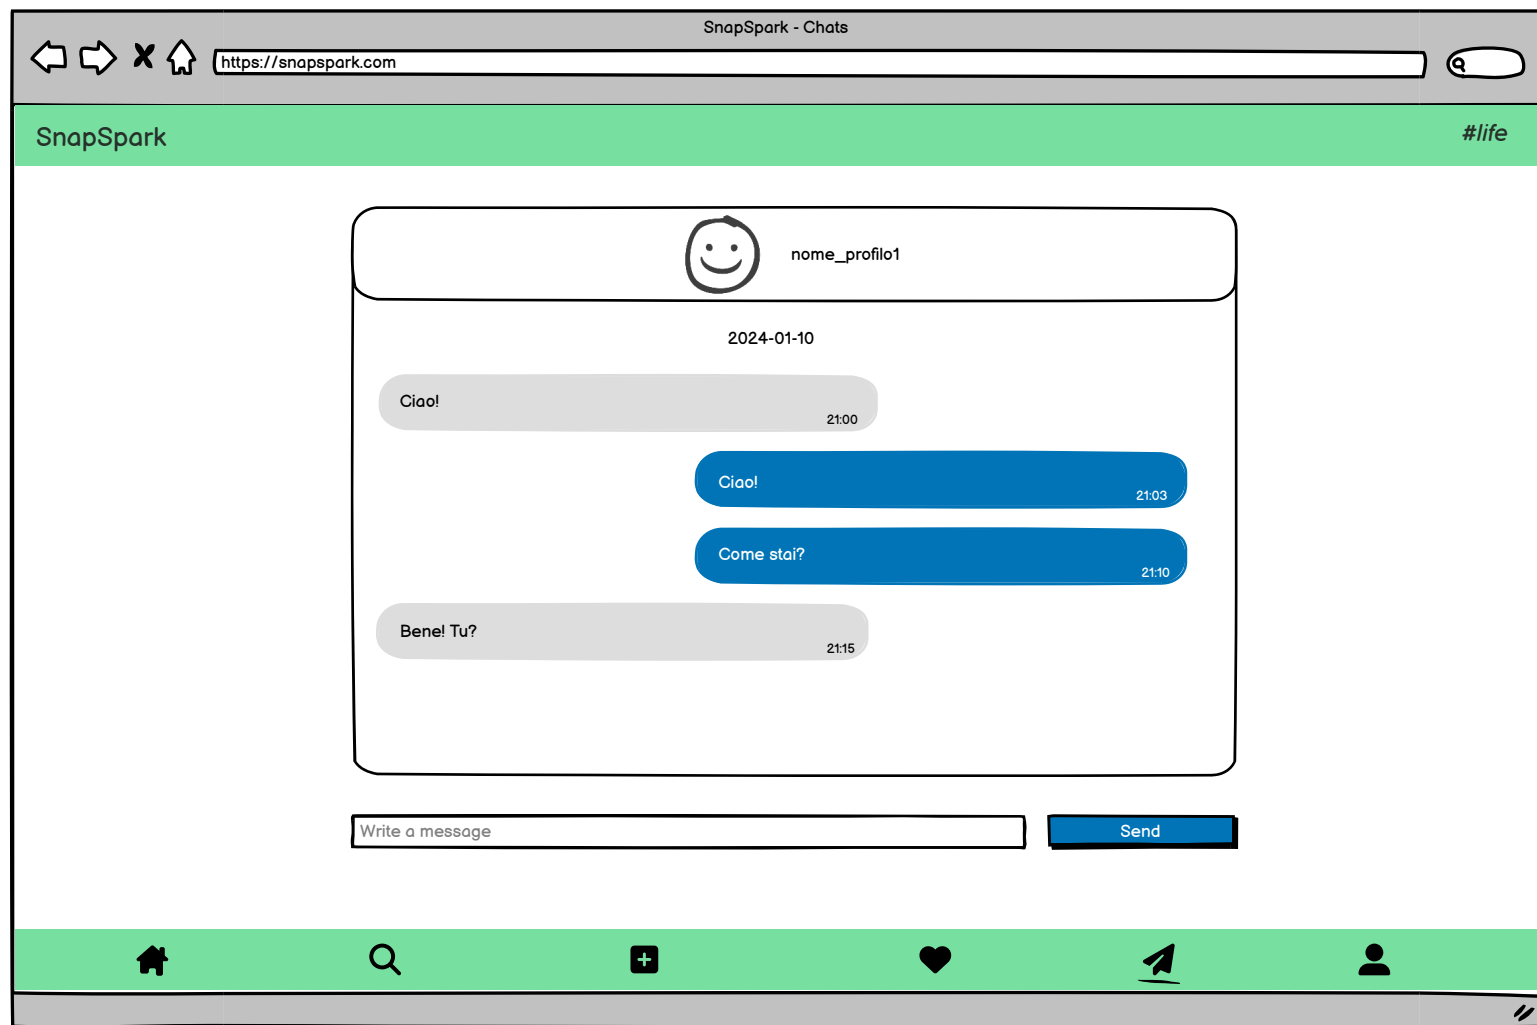 SnapSpark - Chats
https://snapspark.com
SnapSpark
#life
nome_profilo1
2024-01-10
Ciao!
21:00
Ciao!
21:03
Come stai?
21:10
Bene! Tu?
21:15
Write a message
Send